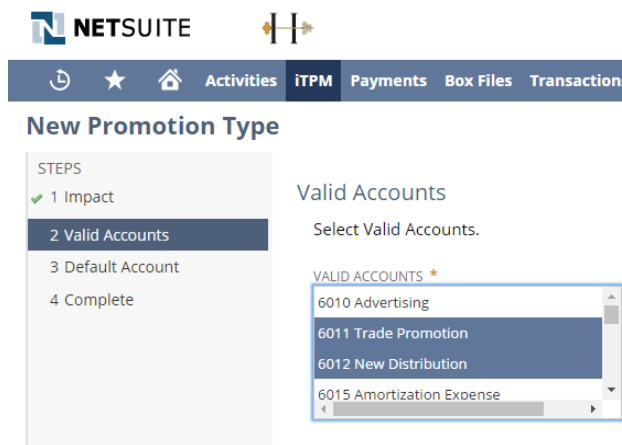 NETSUITE
Activities iTPM Payments Box Files Transactions
New Promotion Type
STEPS
1 Impact
2 Valid Accounts
3 Default Account
4 Complete
Valid Accounts
Select Valid Accounts.
VALID ACCOUNTS *
6010 Advertising
6011 Trade Promotion
6012 New Distribution
6015 Amortization Expense